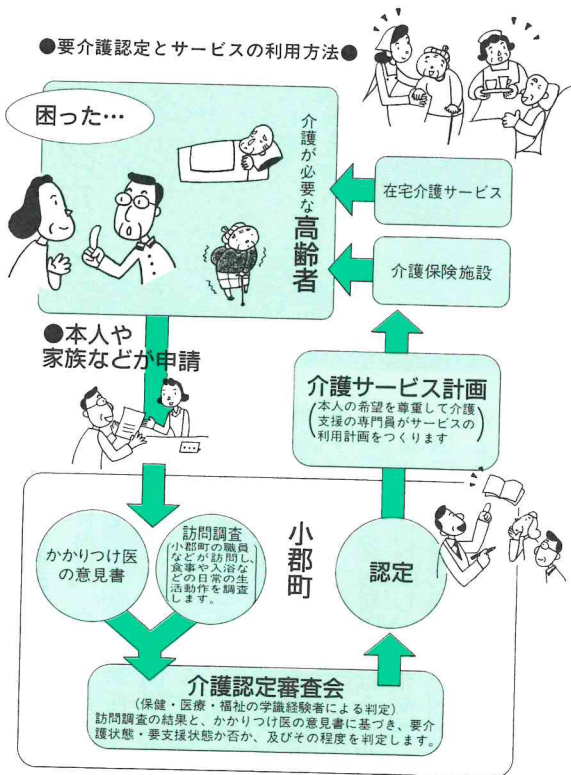 ●要介護認定とサービスの利用方法●
困った…
介護が必要な
高齢者
在宅介護サービス
介護保険施設
●本人や
家族などが申請
介護サービス計画
(本人の希望を尊重して介護
支援の専門員がサービスの
利用計画をつくります)
かかりつけ医
の意見書
訪問調査
小郡町の職員
などが訪問し、
食事や入浴な
どの日常の生
活動作を調査
します。
小郡町
認定
介護認定審査会
(保健・医療・福祉の学識経験者による判定)
訪問調査の結果と、かかりつけ医の意見書に基づき、要介
護状態・要支援状態か否か、及びその程度を判定します。